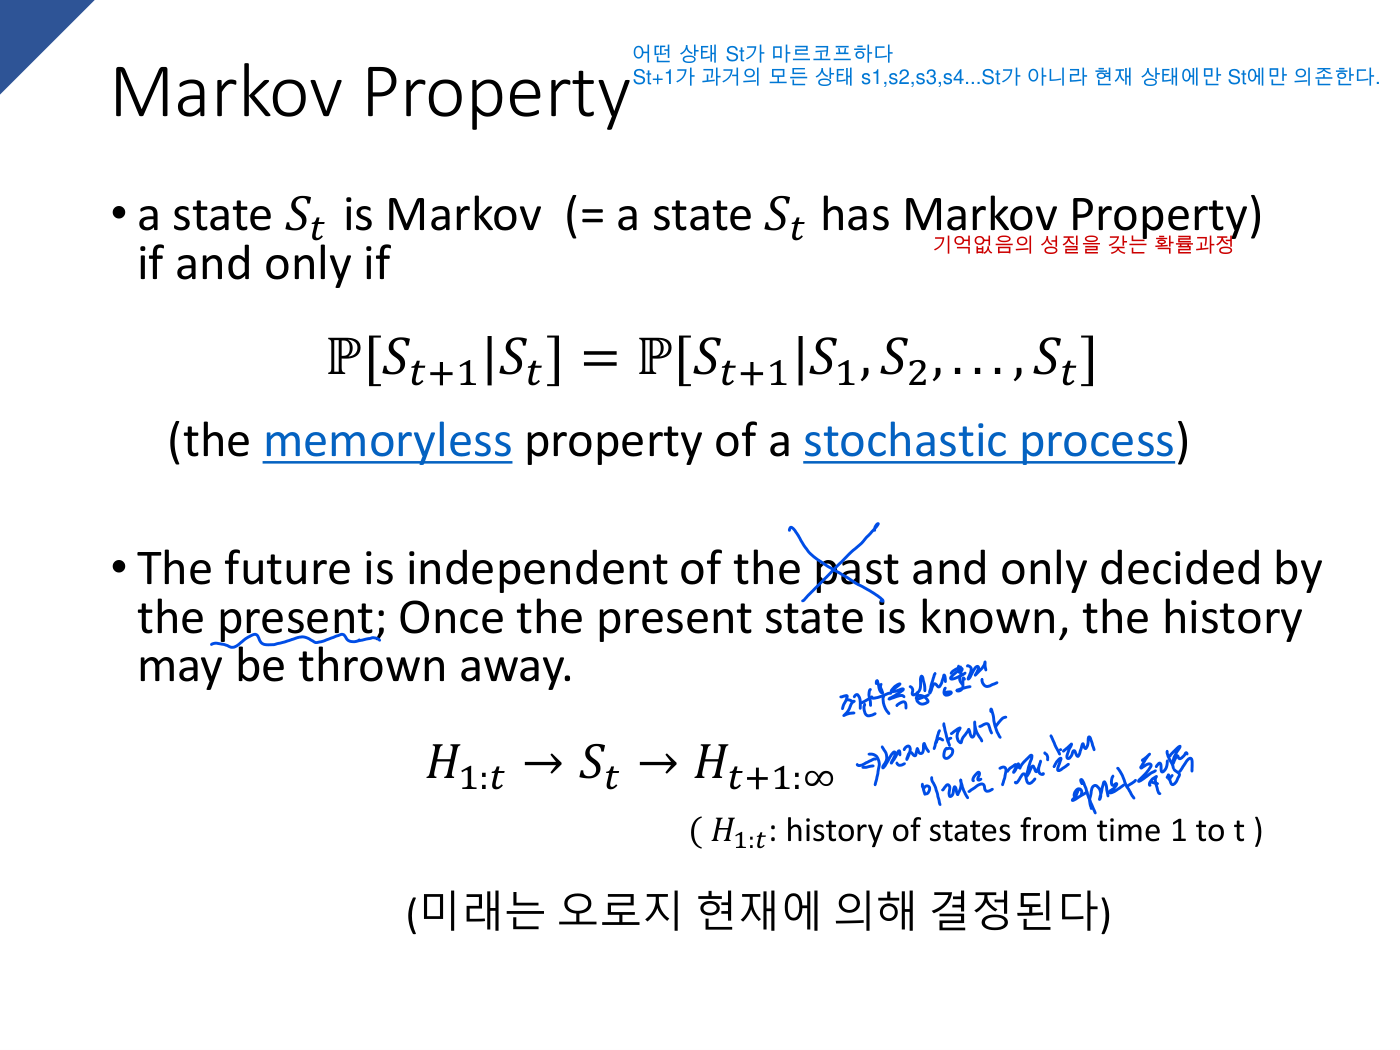 어떤 상태 St가 마르코프하다
St+1가 과거의 모든 상태 s1,s2,s3,s4...St가 아니라 현재 상태에만 St에만 의존한다.
Markov Property
• a state Sₜ is Markov (= a state Sₜ has Markov Property)
기억없음의 성질을 갖는 확률과정
if and only if
ℙ[Sₜ₊₁|Sₜ] = ℙ[Sₜ₊₁|S₁, S₂, . . . , Sₜ]
(the memoryless property of a stochastic process)
• The future is independent of the past and only decided by
the present; Once the present state is known, the history
may be thrown away.
조건부독립성
H₁:ₜ → Sₜ → Hₜ₊₁:∞
⇒현재 상태가
미래를 결정할때
( H₁:ₜ: history of states from time 1 to t )
(미래는 오로지 현재에 의해 결정된다)